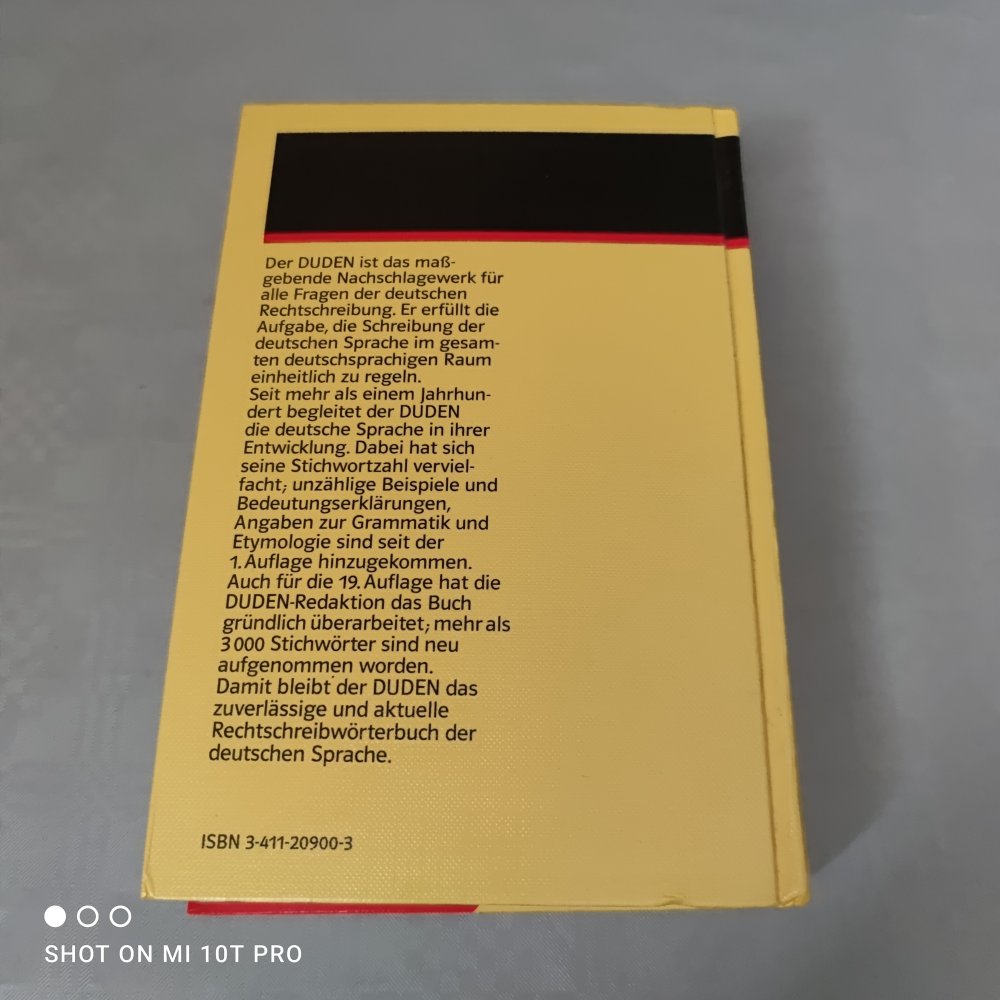 Der DUDEN ist das maß-
gebende Nachschlagewerk für
alle Fragen der deutschen
Rechtschreibung. Er erfüllt die
Aufgabe, die Schreibung der
deutschen Sprache im gesam-
ten deutschsprachigen Raum
einheitlich zu regeln.
Seit mehr als einem Jahrhun-
dert begleitet der DUDEN
die deutsche Sprache in ihrer
Entwicklung. Dabei hat sich
seine Stichwortzahl verviel-
facht; unzählige Beispiele und
Bedeutungserklärungen,
Angaben zur Grammatik und
Etymologie sind seit der
1. Auflage hinzugekommen.
Auch für die 19. Auflage hat die
DUDEN-Redaktion das Buch
gründlich überarbeitet; mehr als
3 000 Stichwörter sind neu
aufgenommen worden.
Damit bleibt der DUDEN das
zuverlässige und aktuelle
Rechtschreibwörterbuch der
deutschen Sprache.
ISBN 3-411-20900-3
SHOT ON MI 10T PRO